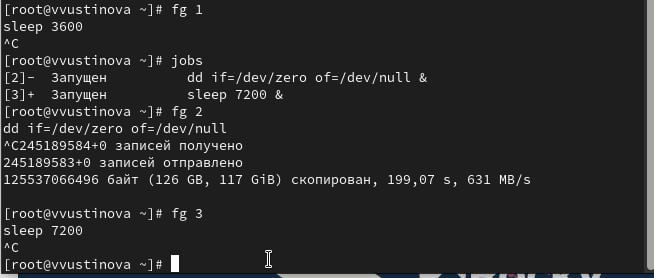 [root@vvustinova ~]# fg 1
sleep 3600
^C
[root@vvustinova ~]# jobs
[2]-  Запущен          dd if=/dev/zero of=/dev/null &
[3]+  Запущен          sleep 7200 &
[root@vvustinova ~]# fg 2
dd if=/dev/zero of=/dev/null
^C245189584+0 записей получено
245189583+0 записей отправлено
125537066496 байт (126 GB, 117 GiB) скопирован, 199,07 s, 631 MB/s

[root@vvustinova ~]# fg 3
sleep 7200
^C
[root@vvustinova ~]#